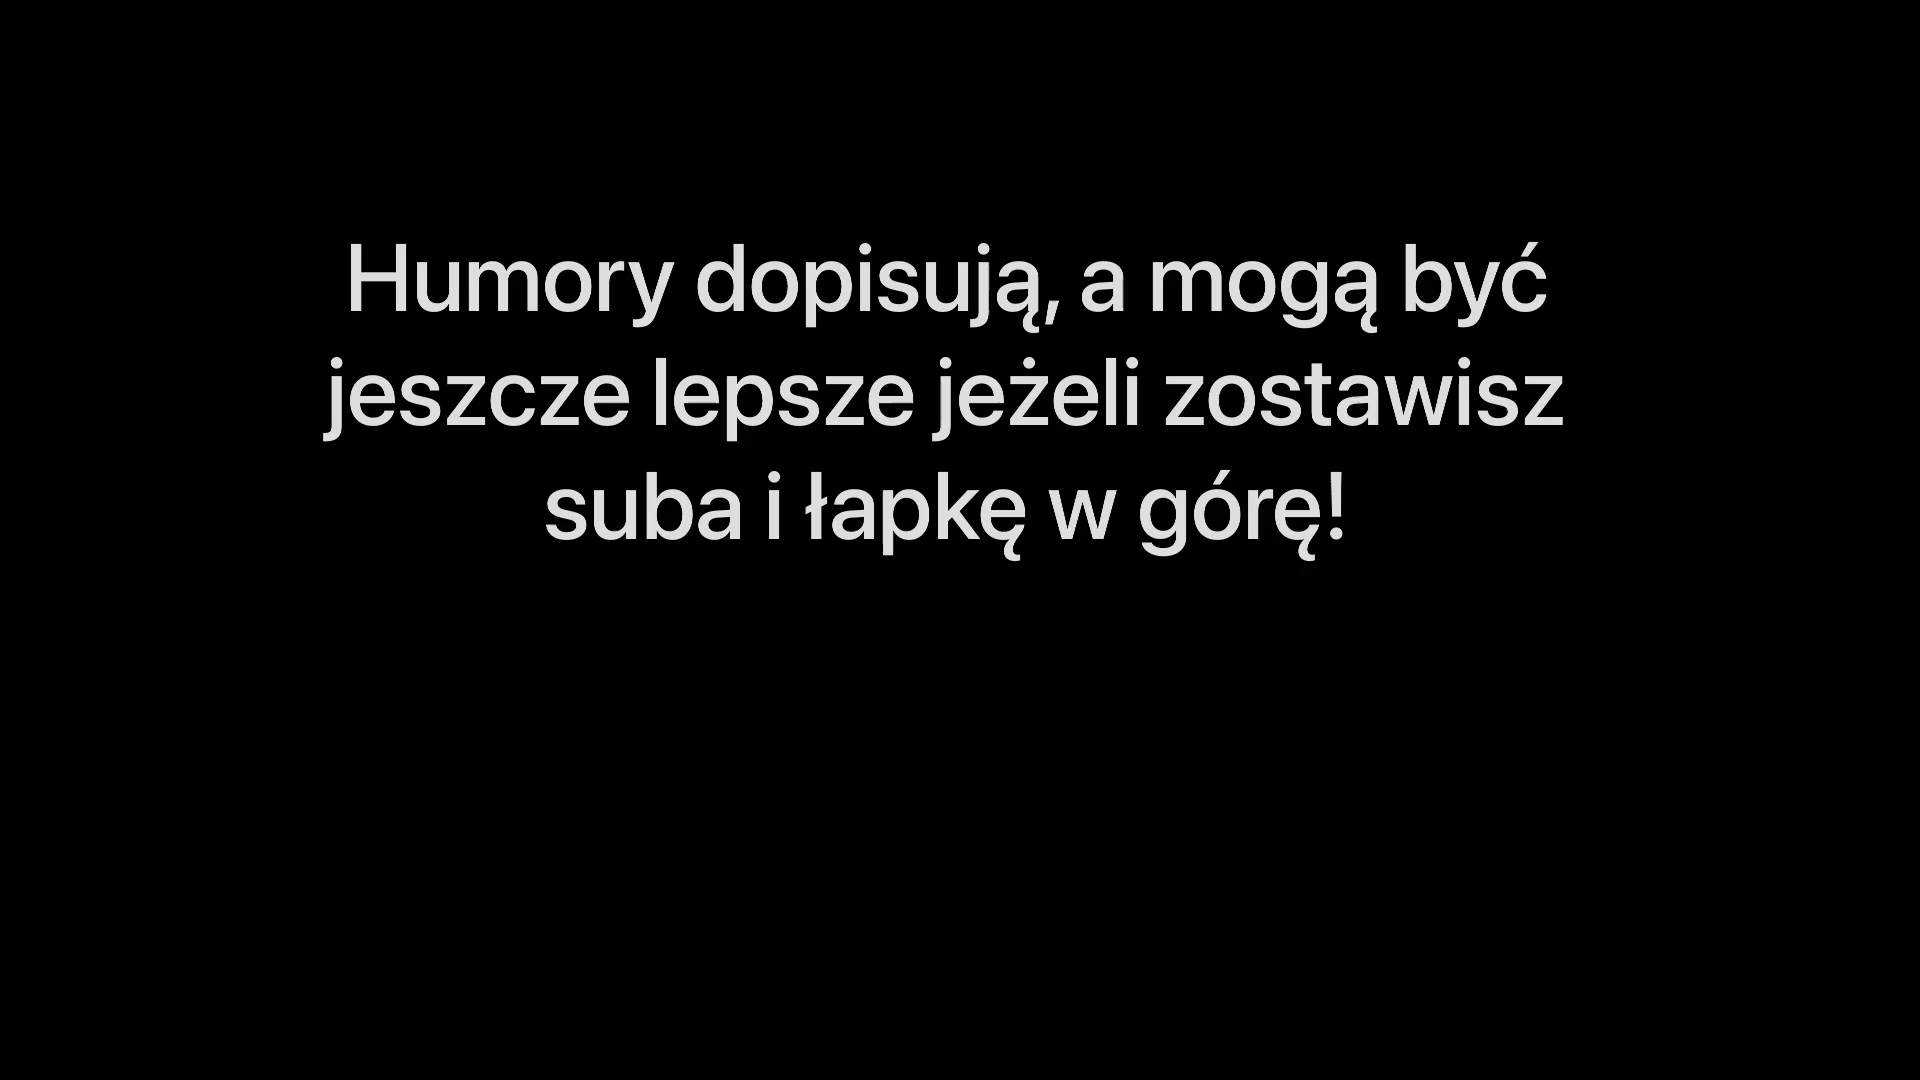 Humory dopisują, a mogą być
jeszcze lepsze jeżeli zostawisz
suba i łapkę w górę!